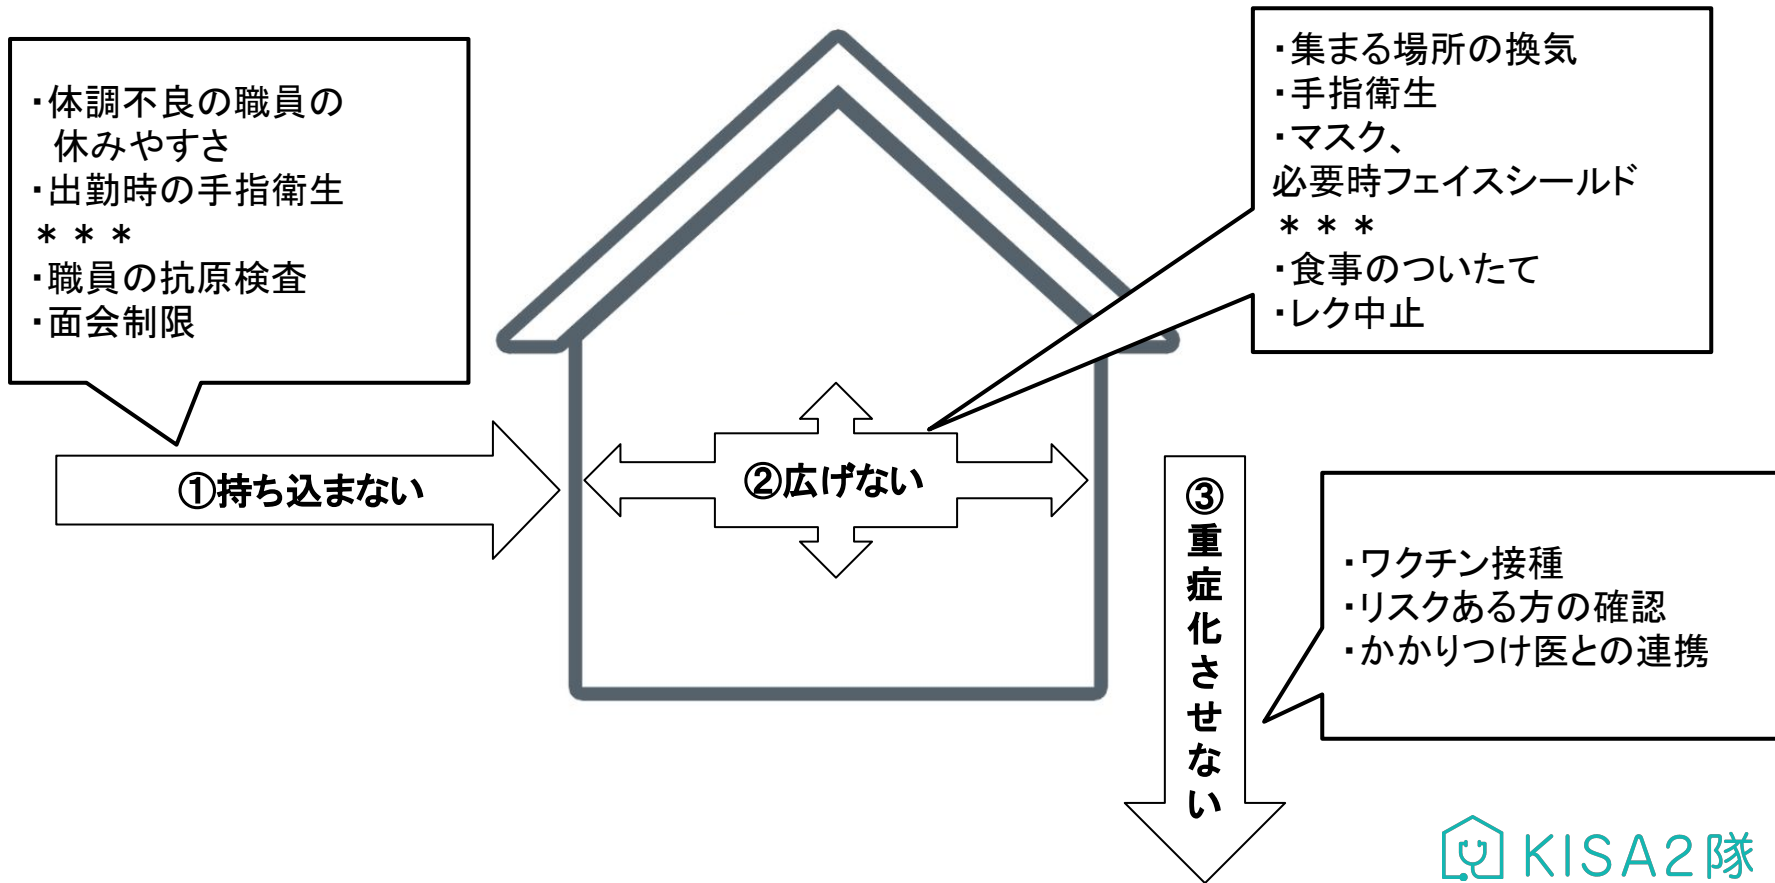 ・体調不良の職員の
休みやすさ
・出勤時の手指衛生
＊＊＊
・職員の抗原検査
・面会制限
・集まる場所の換気
・手指衛生
・マスク、
必要時フェイスシールド
＊＊＊
・食事のついたて
・レク中止
①持ち込まない
②広げない
③重症化させない
・ワクチン接種
・リスクある方の確認
・かかりつけ医との連携
KISA2隊